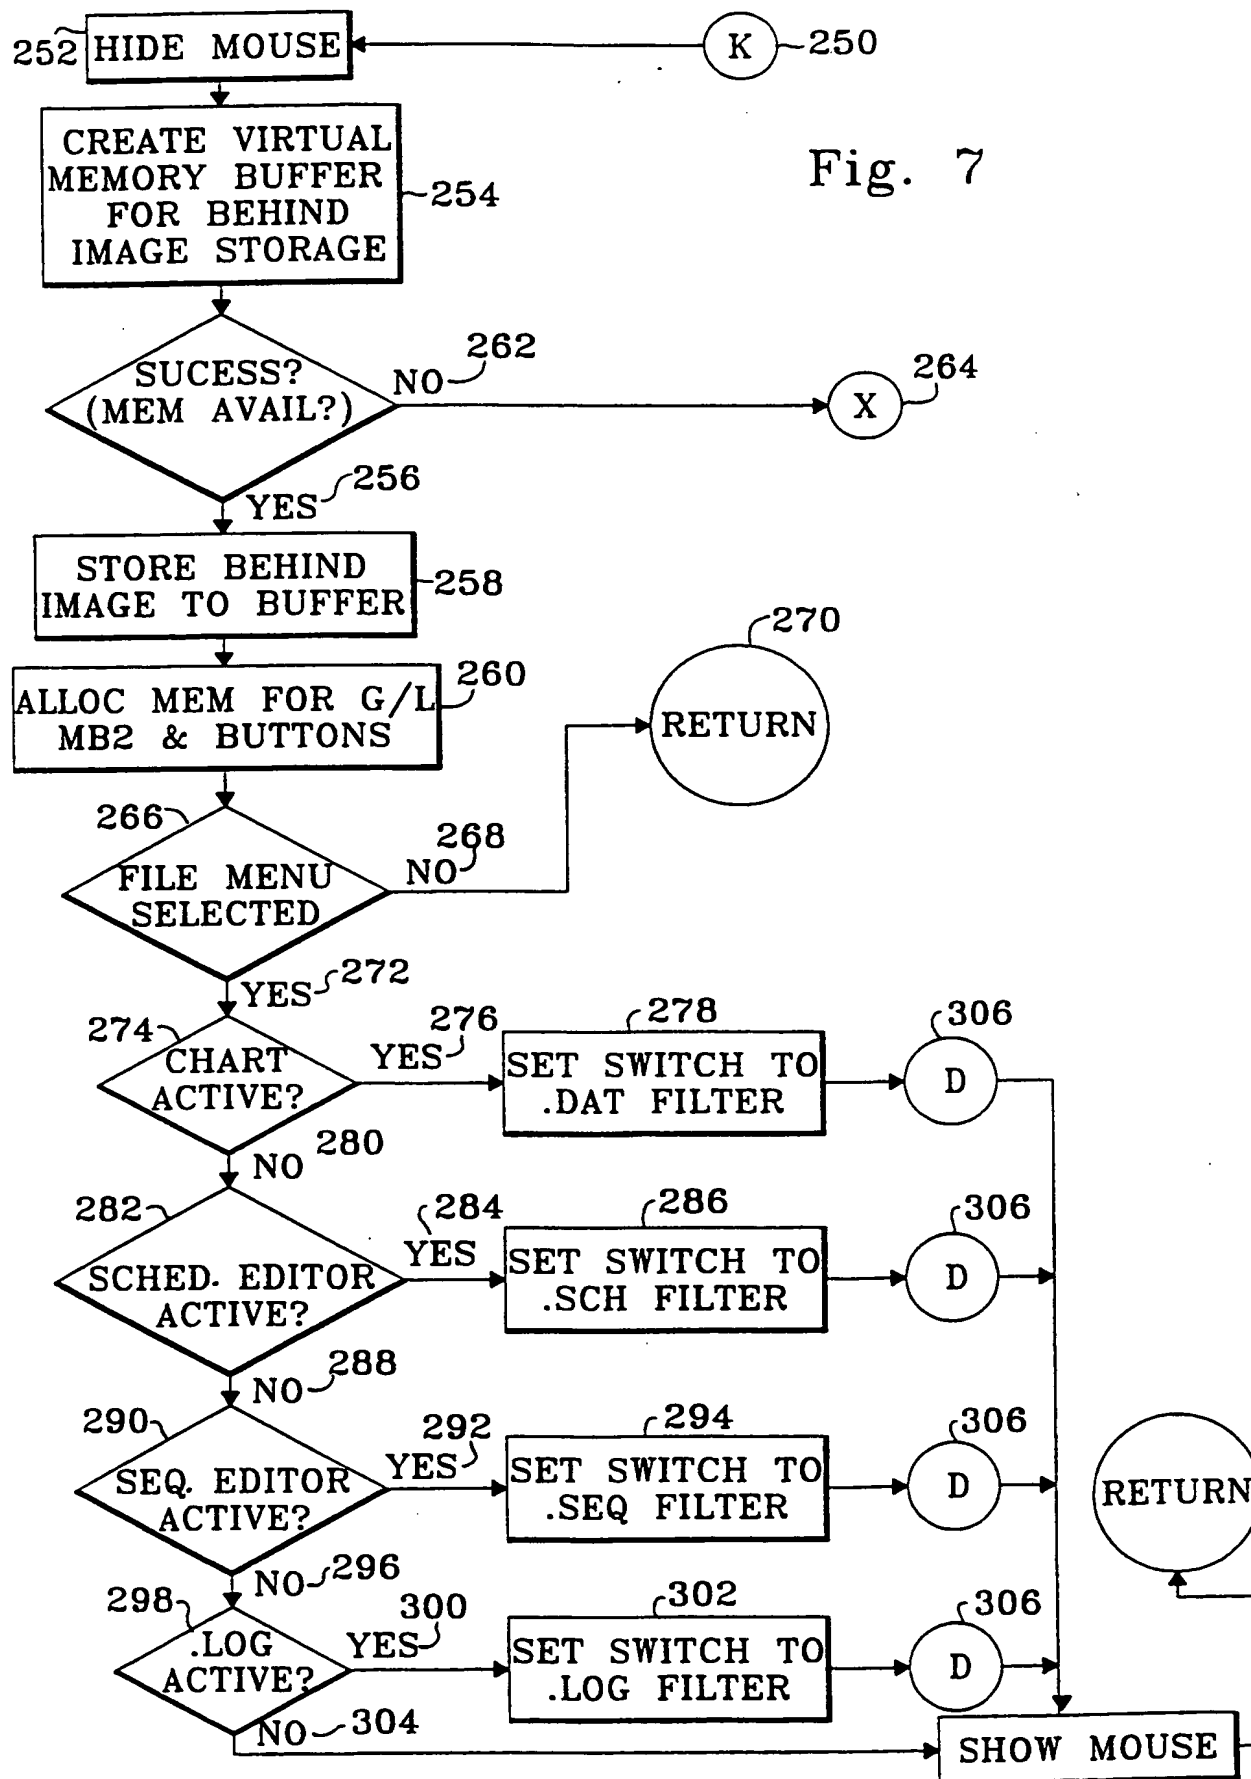 252 HIDE MOUSE K 250
CREATE VIRTUAL
MEMORY BUFFER
FOR BEHIND
IMAGE STORAGE
254
Fig. 7
SUCESS?
(MEM AVAIL?)
NO 262
X 264
YES 256
STORE BEHIND
IMAGE TO BUFFER
258
ALLOC MEM FOR G/L
MB2 & BUTTONS
260
RETURN 270
266
FILE MENU
SELECTED
NO 268
YES 272
274
CHART
ACTIVE?
YES 276
278
SET SWITCH TO
.DAT FILTER
306
D
NO 280
282
SCHED. EDITOR
ACTIVE?
YES 284
286
SET SWITCH TO
.SCH FILTER
306
D
NO 288
290
SEQ. EDITOR
ACTIVE?
YES 292
294
SET SWITCH TO
.SEQ FILTER
306
D
RETURN
NO 296
298
.LOG
ACTIVE?
YES 300
302
SET SWITCH TO
.LOG FILTER
306
D
NO 304
SHOW MOUSE